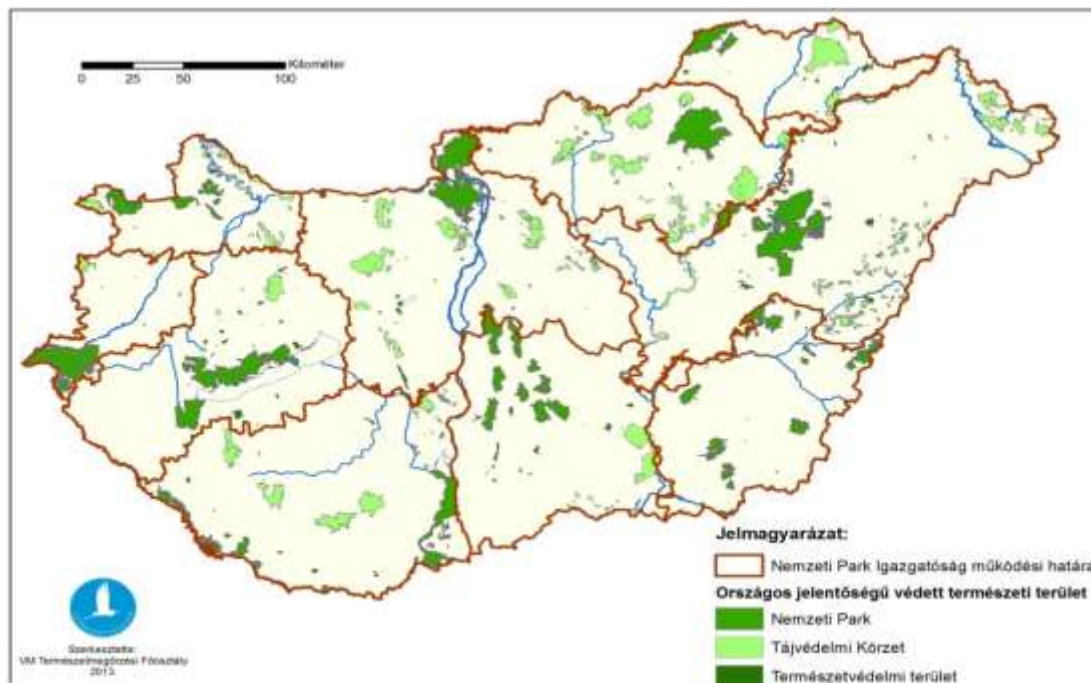 Kilométer
0 25 50 100
Jelmagyarázat:
Nemzeti Park Igazgatóság működési határa
Országos jelentőségű védett természeti terület
Nemzeti Park
Tájvédelmi Körzet
Természetvédelmi terület
Szerkesztette:
VM Természetmegőrzési Főosztály
2013.